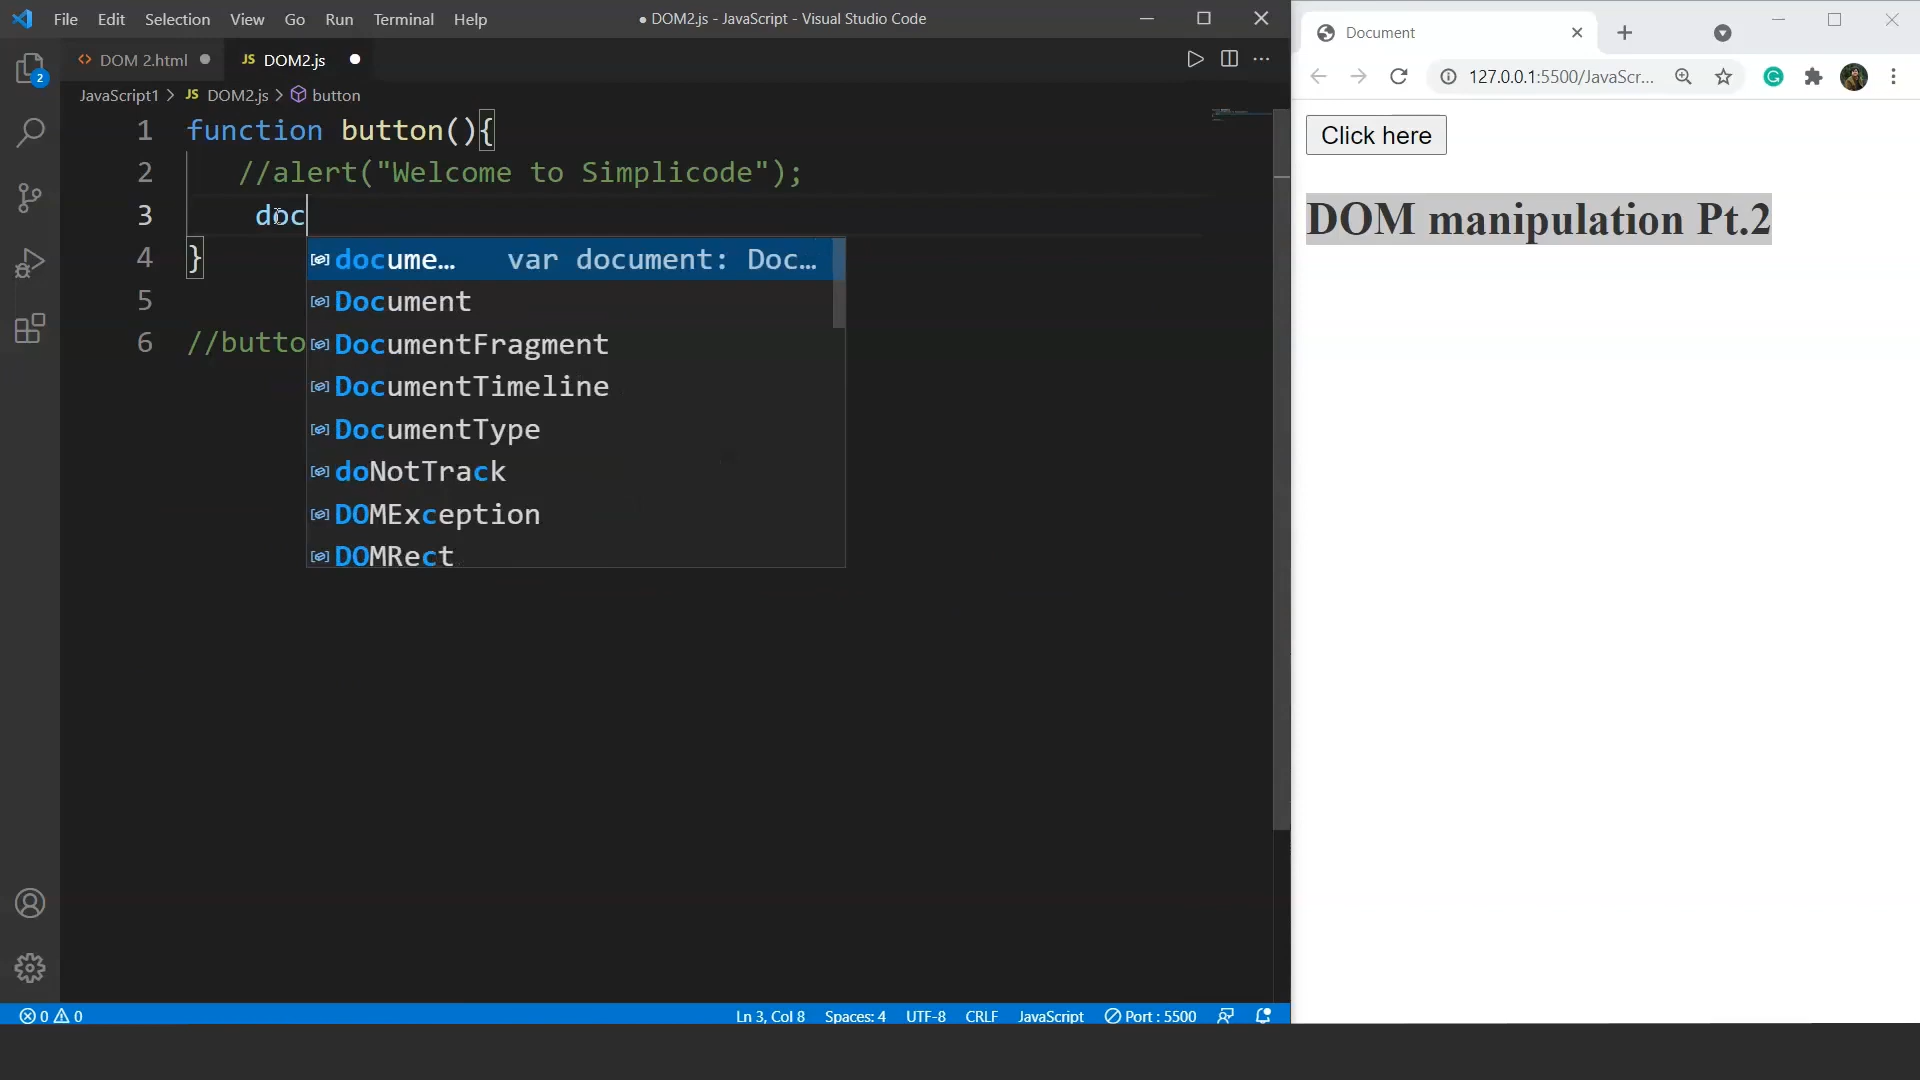 File Edit Selection View Go Run Terminal Help
● DOM2.js - JavaScript - Visual Studio Code
Document
DOM 2.html
JS DOM2.js
127.0.0.1:5500/JavaScr...
JavaScript1 > JS DOM2.js > button
1 function button(){
2 //alert("Welcome to Simplicode");
3 doc
4 }
5
6 //butto
docume... var document: Doc...
Document
DocumentFragment
DocumentTimeline
DocumentType
doNotTrack
DOMException
DOMRect
Click here
DOM manipulation Pt.2
2
0 0
Ln 3, Col 8 Spaces: 4 UTF-8 CRLF JavaScript Port : 5500